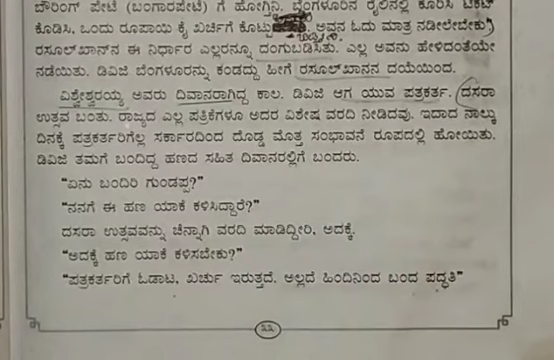 ಬೌರಿಂಗ್ ಪೇಟೆ (ಬಂಗಾರಪೇಟೆ) ಗೆ ಹೋಗ್ತಿನಿ. ಬೆಂಗಳೂರಿನ ರೈಲಿನಲ್ಲಿ ಕೂರಿಸಿ ಟಿಕೆಟ್
ಕೊಡಿಸಿ, ಒಂದು ರೂಪಾಯಿ ಕೈ ಖರ್ಚಿಗೆ ಕೊಟ್ಟು ಅವನ ಓದು ಮಾತ್ರ ನಡೀಲೇಬೇಕು
ರಸೂಲ್‌ಖಾನ್‌ನ ಈ ನಿರ್ಧಾರ ಎಲ್ಲರನ್ನೂ ದಂಗುಬಡಿಸಿತು. ಎಲ್ಲ ಅವನು ಹೇಳಿದಂತೆಯೇ
ನಡೆಯಿತು. ಡಿವಿಜಿ ಬೆಂಗಳೂರನ್ನು ಕಂಡದ್ದು ಹೀಗೆ ರಸೂಲ್‌ಖಾನನ ದಯೆಯಿಂದ.
ವಿಶ್ವೇಶ್ವರಯ್ಯ ಅವರು ದಿವಾನರಾಗಿದ್ದ ಕಾಲ. ಡಿವಿಜಿ ಆಗ ಯುವ ಪತ್ರಕರ್ತ. ದಸರಾ
ಉತ್ಸವ ಬಂತು. ರಾಜ್ಯದ ಎಲ್ಲ ಪತ್ರಿಕೆಗಳೂ ಅದರ ವಿಶೇಷ ವರದಿ ನೀಡಿದವು. ಇದಾದ ನಾಲ್ಕು
ದಿನಕ್ಕೆ ಪತ್ರಕರ್ತರಿಗೆಲ್ಲ ಸರ್ಕಾರದಿಂದ ದೊಡ್ಡ ಮೊತ್ತ ಸಂಭಾವನೆ ರೂಪದಲ್ಲಿ ಹೋಯಿತು.
ಡಿವಿಜಿ ತಮಗೆ ಬಂದಿದ್ದ ಹಣದ ಸಹಿತ ದಿವಾನರಲ್ಲಿಗೆ ಬಂದರು.
“ಏನು ಬಂದಿರಿ ಗುಂಡಪ್ಪ?”
“ನನಗೆ ಈ ಹಣ ಯಾಕೆ ಕಳಿಸಿದ್ದಾರೆ?”
ದಸರಾ ಉತ್ಸವವನ್ನು ಚೆನ್ನಾಗಿ ವರದಿ ಮಾಡಿದ್ದೀರಿ, ಅದಕ್ಕೆ.
“ಅದಕ್ಕೆ ಹಣ ಯಾಕೆ ಕಳಿಸಬೇಕು?”
“ಪತ್ರಕರ್ತರಿಗೆ ಓಡಾಟ, ಖರ್ಚು ಇರುತ್ತದೆ. ಅಲ್ಲದೆ ಹಿಂದಿನಿಂದ ಬಂದ ಪದ್ಧತಿ”
೩೩